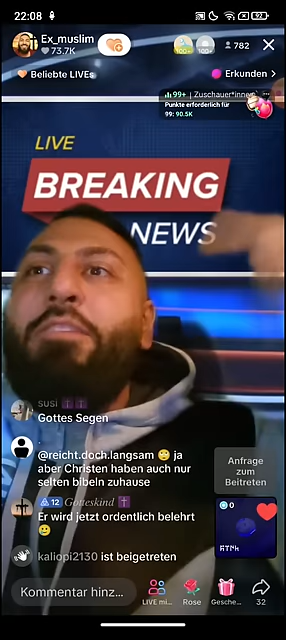 22:08
92
Ex_muslim
73.7K
782
Beliebte LIVEs
Erkunden
99+ | Zuschauer*innen
Punkte erforderlich für
99: 90.5K
LIVE
BREAKING
NEWS
susi
Gottes Segen
@reicht.doch.langsam 🙄 ja
aber Christen haben auch nur
selten bibeln zuhause
12 Gotteskind
Er wird jetzt ordentlich belehrt
🥲
kaliopi2130 ist beigetreten
Anfrage
zum
Beitreten
0
Kommentar hinz...
LIVE mi...
Rose
Gesche...
32